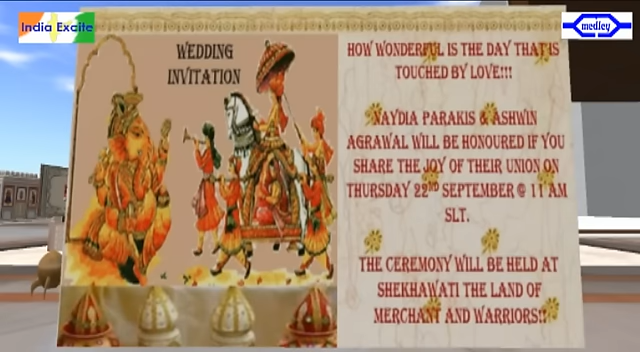 India Excite
medley
WEDDING
INVITATION
HOW WONDERFUL IS THE DAY THAT IS
TOUCHED BY LOVE!!!
NAYDIA PARAKIS & ASHWIN
AGRAWAL WILL BE HONOURED IF YOU
SHARE THE JOY OF THEIR UNION ON
THURSDAY 22ND SEPTEMBER @ 11 AM
SLT.
THE CEREMONY WILL BE HELD AT
SHEKHAWATI THE LAND OF
MERCHANT AND WARRIORS!!